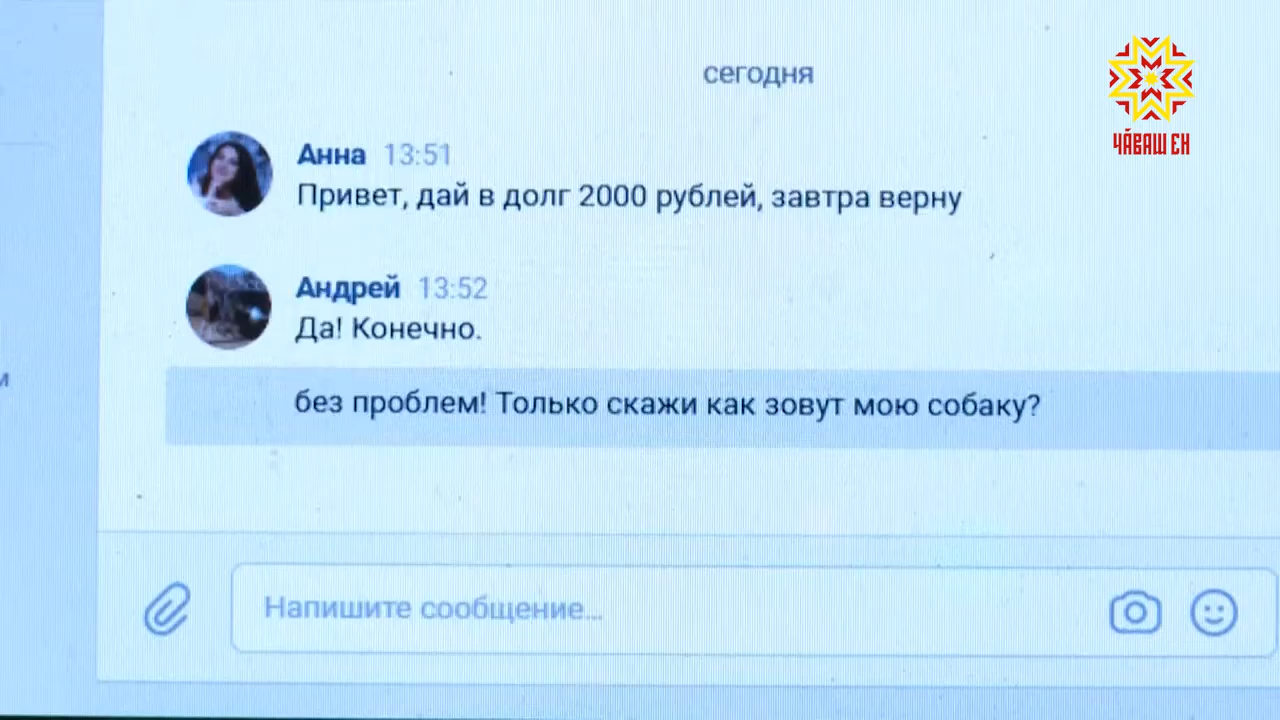 сегодня
ЧӐВАШ ЕН
Анна 13:51
Привет, дай в долг 2000 рублей, завтра верну
Андрей 13:52
Да! Конечно.
без проблем! Только скажи как зовут мою собаку?
Напишите сообщение...